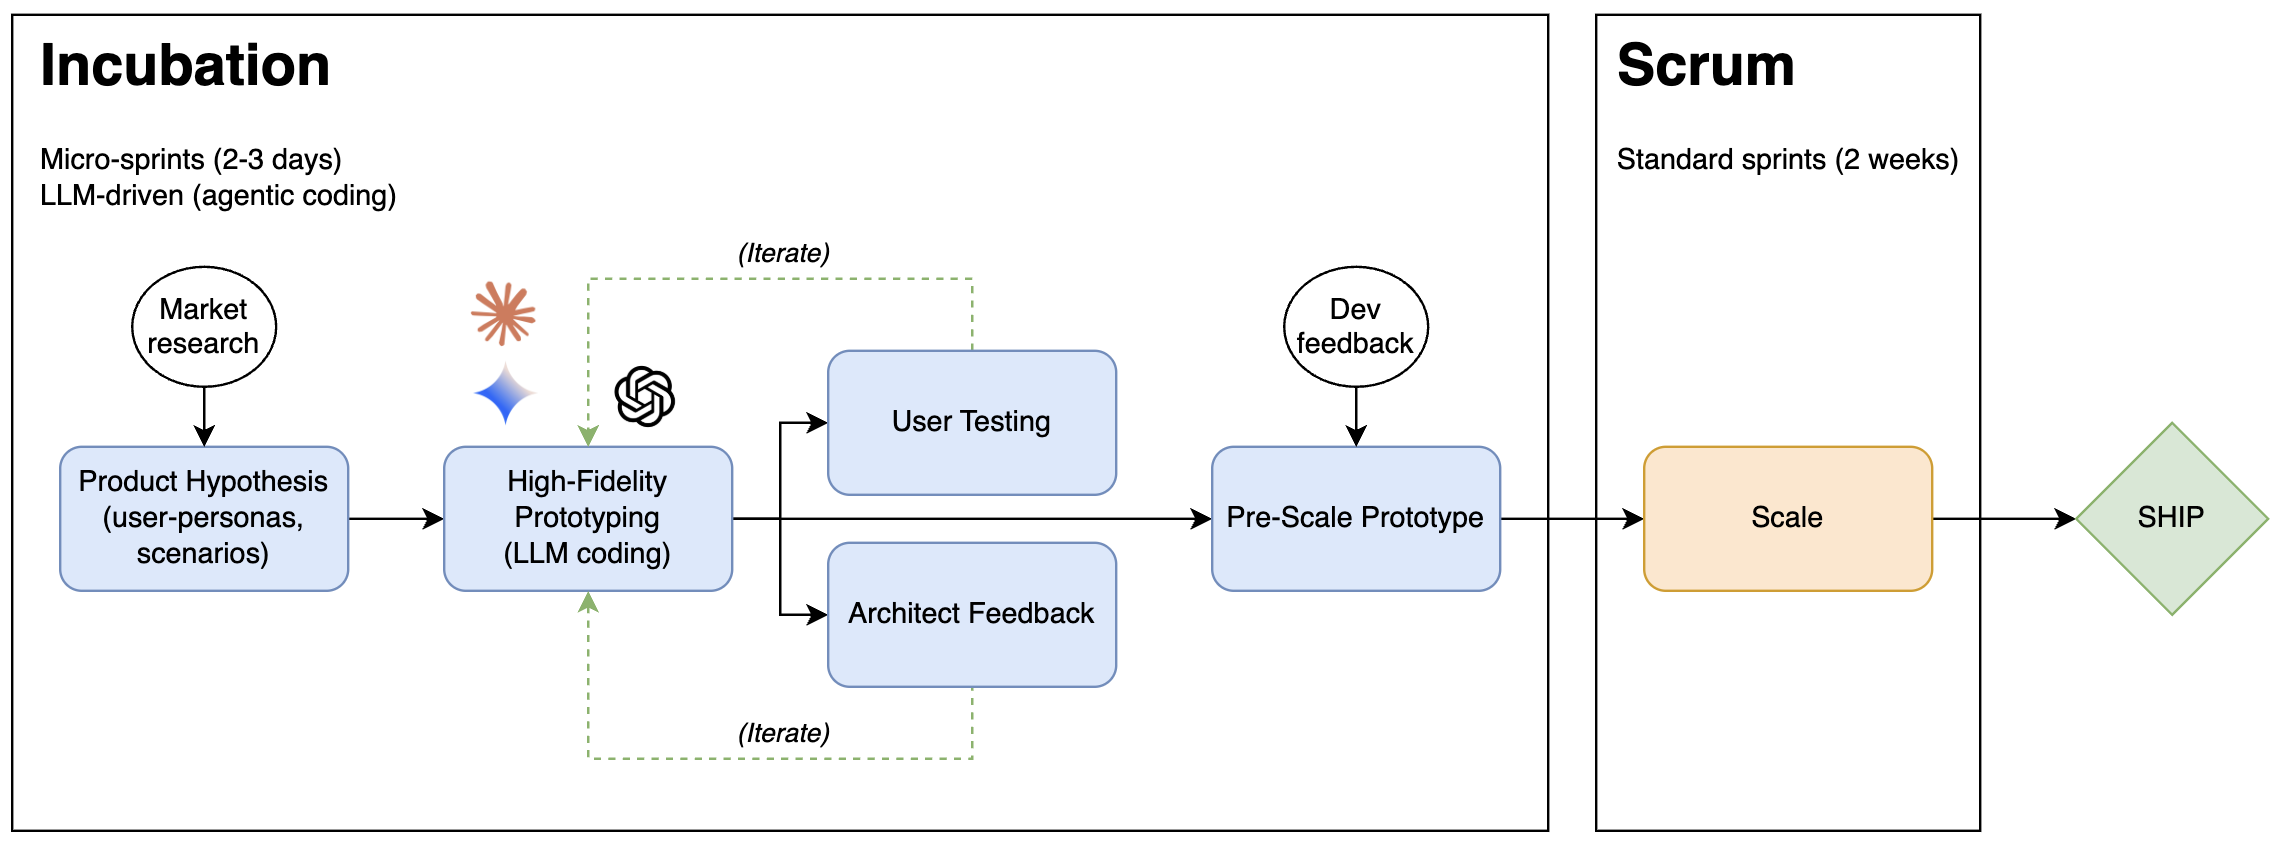 Incubation
Micro-sprints (2-3 days)
LLM-driven (agentic coding)
Market
research
Product Hypothesis
(user-personas,
scenarios)
High-Fidelity
Prototyping
(LLM coding)
(Iterate)
User Testing
Architect Feedback
(Iterate)
Dev
feedback
Pre-Scale Prototype
Scrum
Standard sprints (2 weeks)
Scale
SHIP